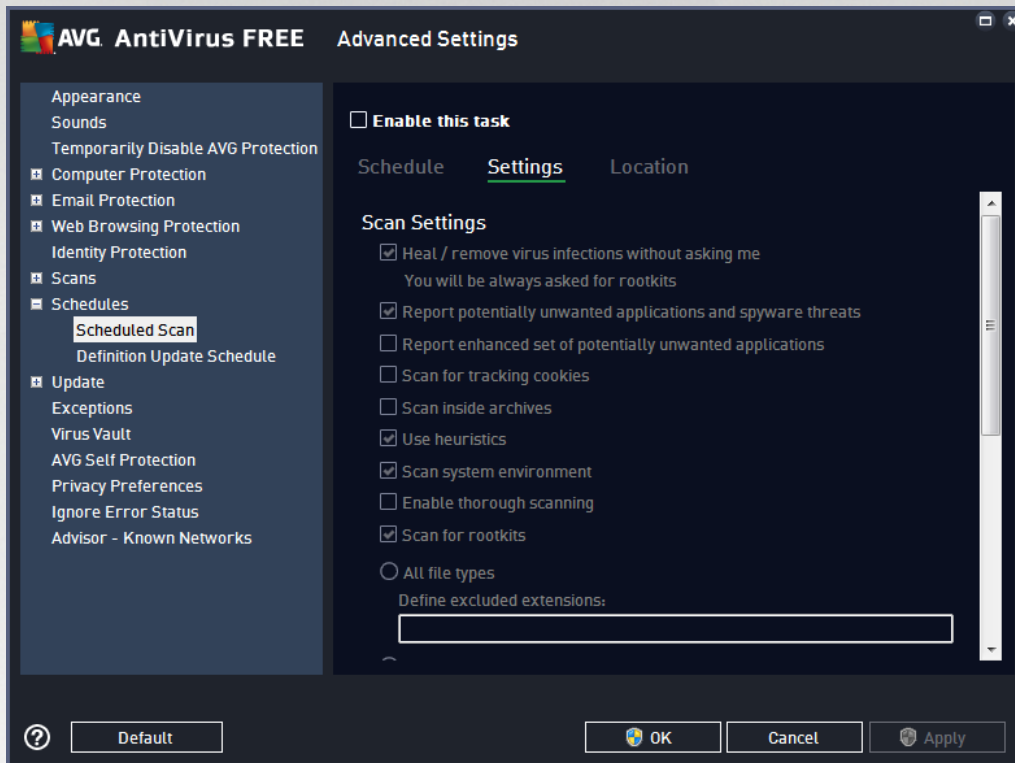 AVG AntiVirus FREE Advanced Settings
Appearance
Sounds
Temporarily Disable AVG Protection
Computer Protection
Email Protection
Web Browsing Protection
Identity Protection
Scans
Schedules
Scheduled Scan
Definition Update Schedule
Update
Exceptions
Virus Vault
AVG Self Protection
Privacy Preferences
Ignore Error Status
Advisor - Known Networks
Enable this task
Schedule Settings Location
Scan Settings
Heal / remove virus infections without asking me
You will be always asked for rootkits
Report potentially unwanted applications and spyware threats
Report enhanced set of potentially unwanted applications
Scan for tracking cookies
Scan inside archives
Use heuristics
Scan system environment
Enable thorough scanning
Scan for rootkits
All file types
Define excluded extensions:
? Default OK Cancel Apply